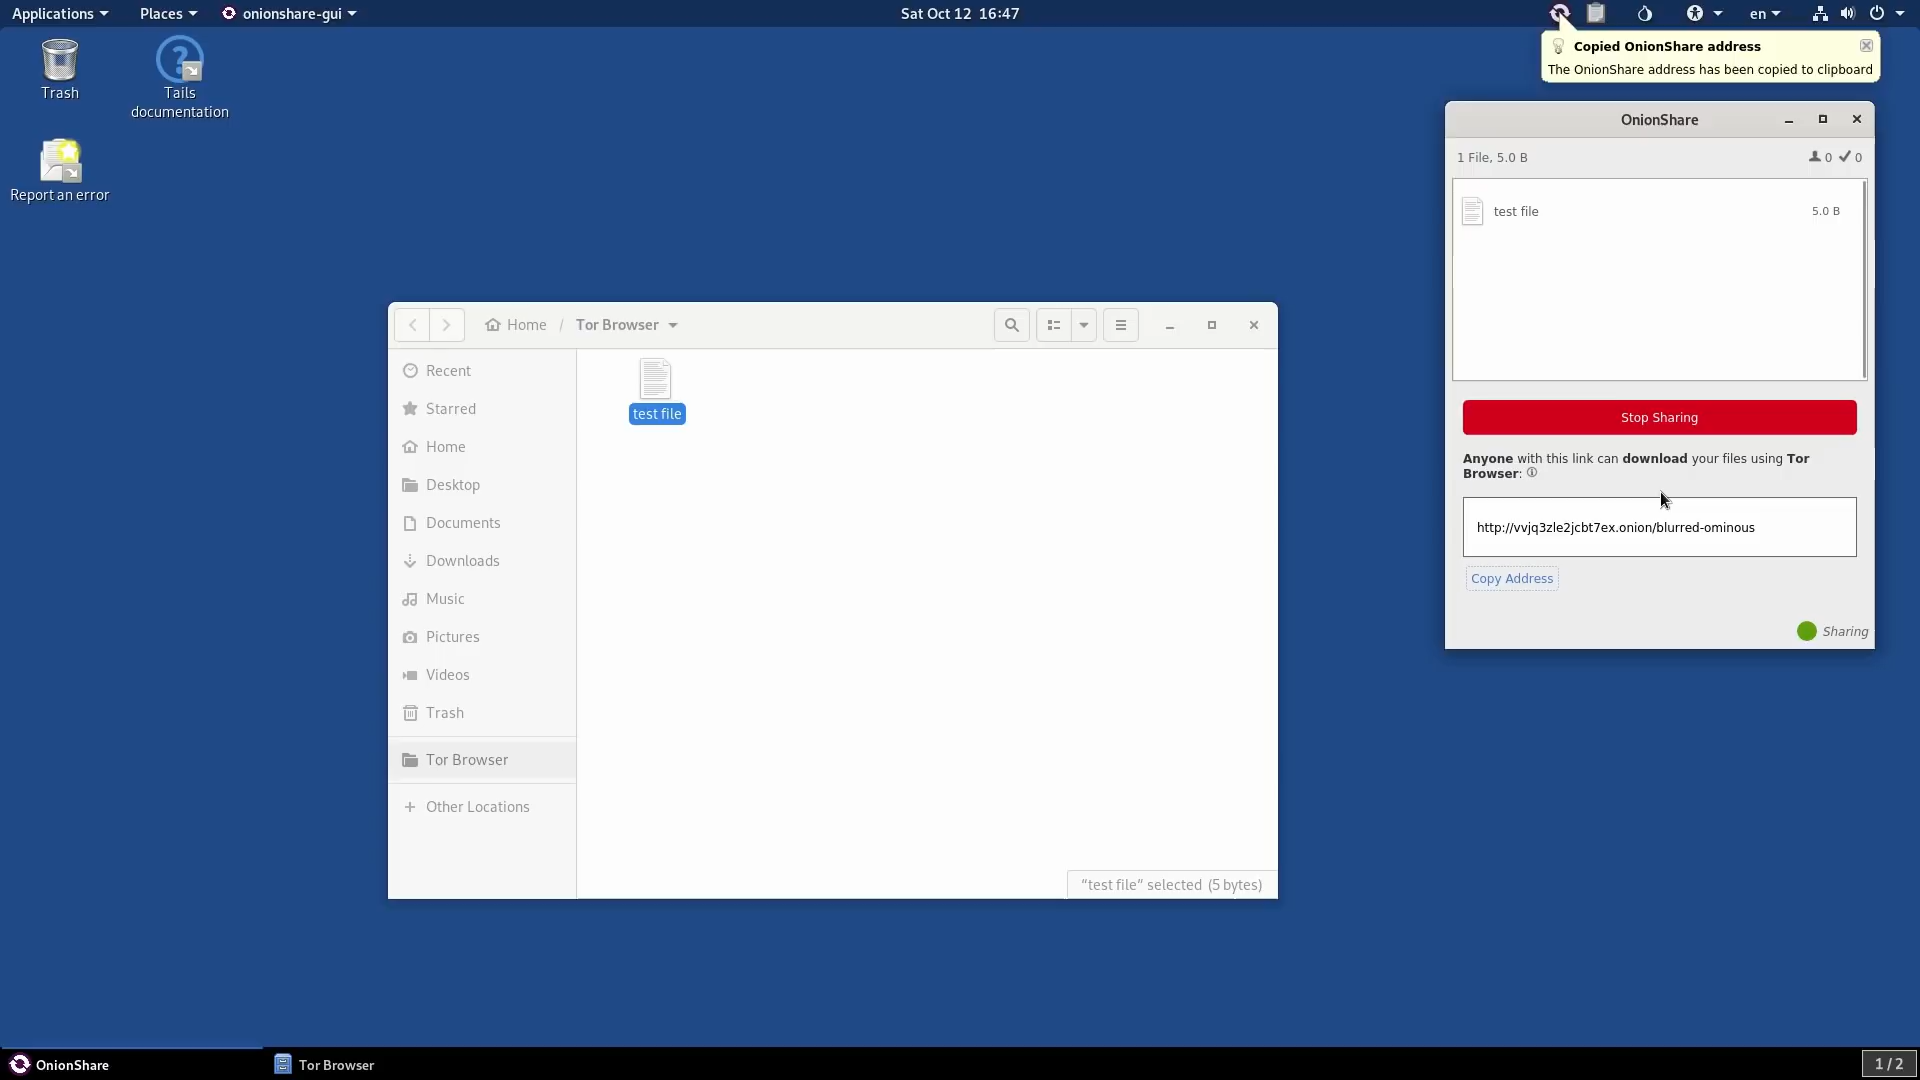 Applications
Places
onionshare-gui
Sat Oct 12 16:47
en
Copied OnionShare address
The OnionShare address has been copied to clipboard
Trash
Tails
documentation
Report an error
OnionShare
1 File, 5.0 B
0
0
test file
5.0 B
Stop Sharing
Anyone with this link can download your files using Tor
Browser:
http://vvjq3zle2jcbt7ex.onion/blurred-ominous
Copy Address
Sharing
Home / Tor Browser
Recent
Starred
Home
Desktop
Documents
Downloads
Music
Pictures
Videos
Trash
Tor Browser
+ Other Locations
test file
“test file” selected (5 bytes)
OnionShare
Tor Browser
1 / 2